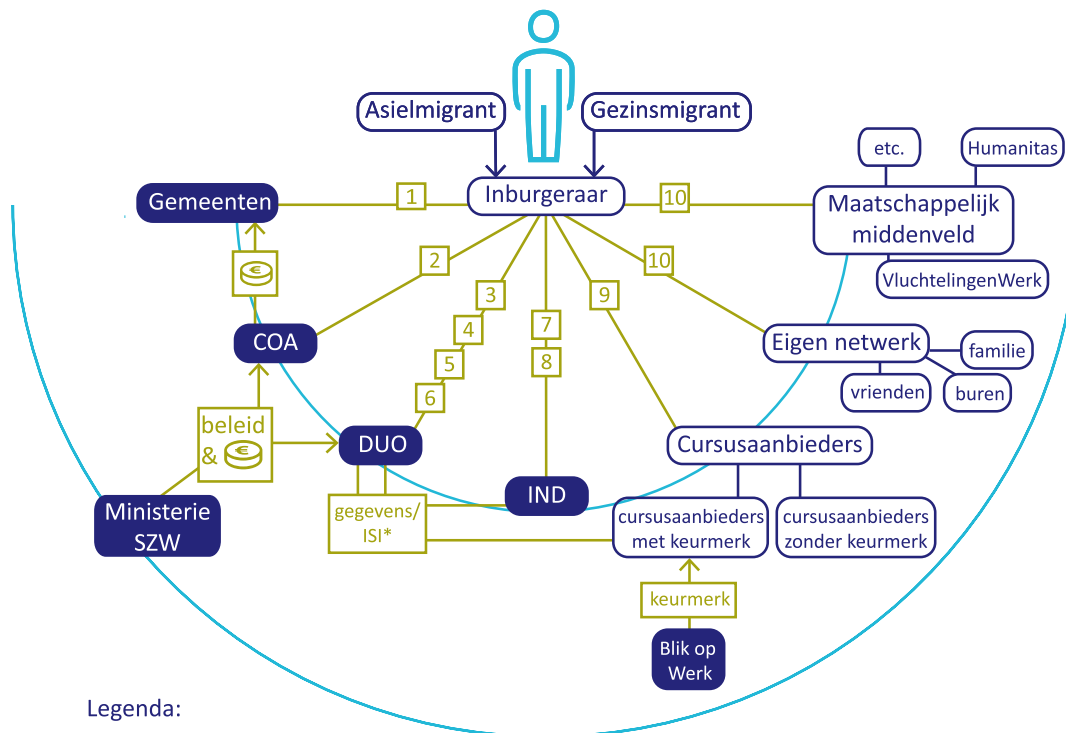 Asielmigrant
Gezinsmigrant
etc.
Humanitas
Inburgeraar
Gemeenten
1
10
Maatschappelijk
middenveld
2
10
VluchtelingenWerk
€
3
9
4
7
COA
Eigen netwerk
familie
5
8
6
vrienden
buren
beleid
& €
DUO
Cursusaanbieders
IND
Ministerie
SZW
gegevens/
ISI*
cursusaanbieders
met keurmerk
cursusaanbieders
zonder keurmerk
keurmerk
Blik op
Werk
Legenda: